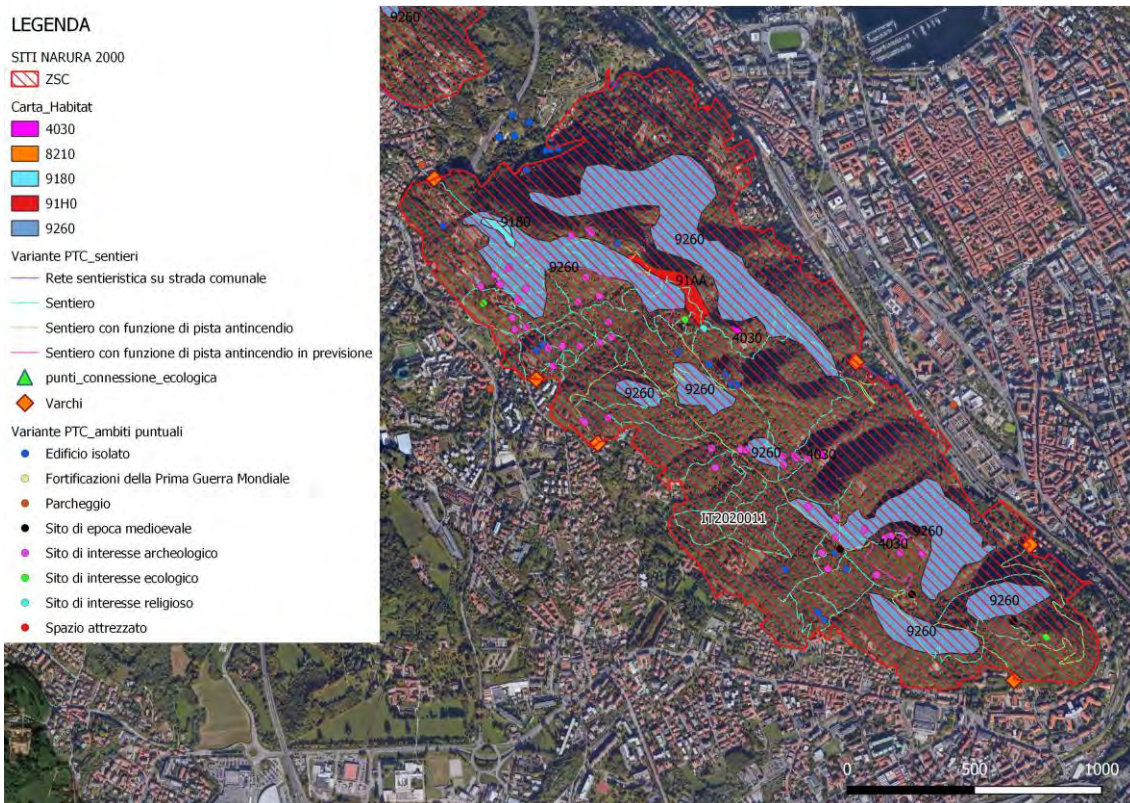 LEGENDA
SITI NARURA 2000
ZSC
Carta_Habitat
4030
8210
9180
91H0
9260
Variante PTC_sentieri
Rete sentieristica su strada comunale
Sentiero
Sentiero con funzione di pista antincendio
Sentiero con funzione di pista antincendio in previsione
punti_connessione_ecologica
Varchi
Variante PTC_ambiti puntuali
Edificio isolato
Fortificazioni della Prima Guerra Mondiale
Parcheggio
Sito di epoca medioevale
Sito di interesse archeologico
Sito di interesse ecologico
Sito di interesse religioso
Spazio attrezzato
9260
9180
9260
9260
91AA
4030
9260
9260
9260
4030
IT2020011
9260
4030
9260
9260
0 500 1000